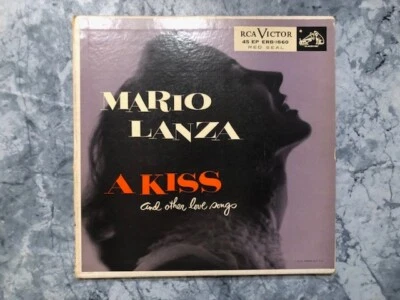 RCA VICTOR
45 EP ERB-1860
RED SEAL
MARIO
LANZA
A KISS
and other love songs